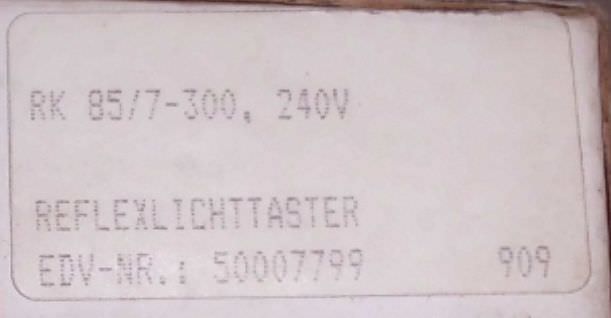 RK 85/7-300, 240V
REFLEXLICHTTASTER
EDV-NR.: 50007799 909